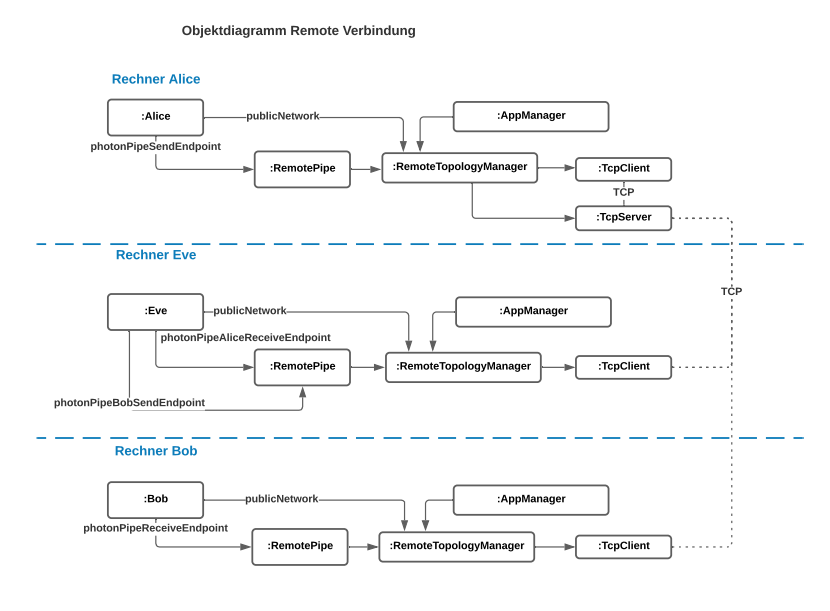 Objektdiagramm Remote Verbindung
Rechner Alice
:Alice
publicNetwork
:AppManager
photonPipeSendEndpoint
:RemotePipe
:RemoteTopologyManager
:TcpClient
TCP
:TcpServer
Rechner Eve
TCP
:Eve
publicNetwork
:AppManager
photonPipeAliceReceiveEndpoint
:RemotePipe
:RemoteTopologyManager
:TcpClient
photonPipeBobSendEndpoint
Rechner Bob
:Bob
publicNetwork
:AppManager
photonPipeReceiveEndpoint
:RemotePipe
:RemoteTopologyManager
:TcpClient